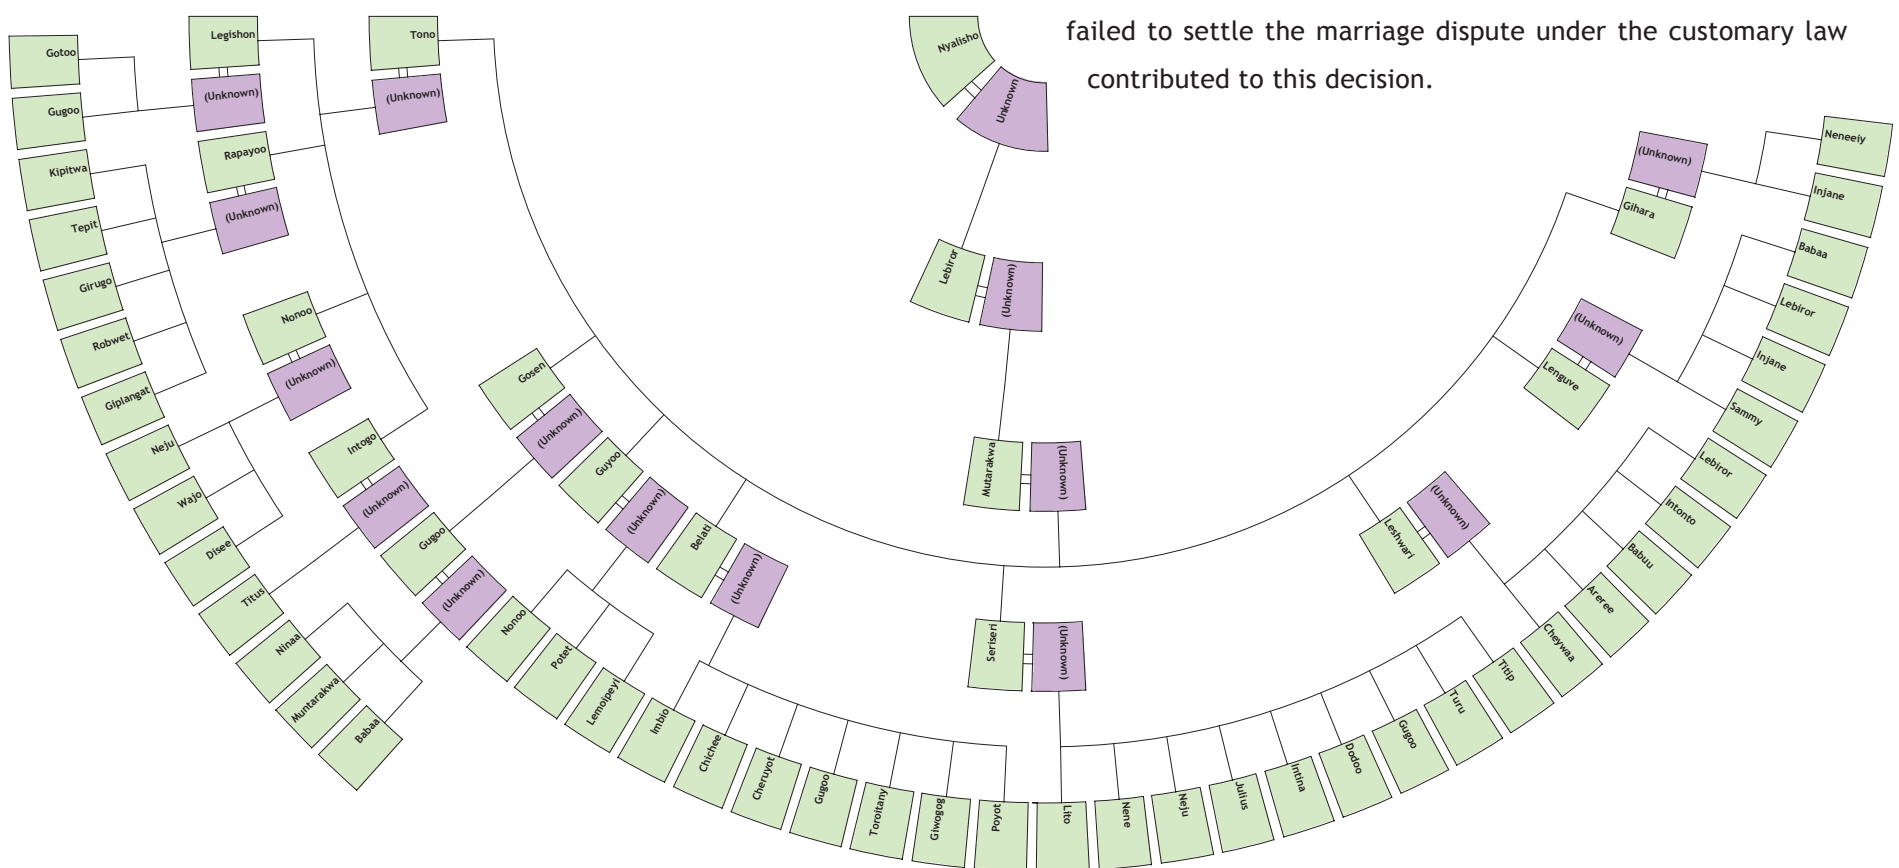 failed to settle the marriage dispute under the customary law
contributed to this decision.
Nyalisho
Unknown
Lebiror
(Unknown)
Mutarakwa
(Unknown)
Tono
(Unknown)
Legishon
(Unknown)
Rapayoo
(Unknown)
Nonoo
(Unknown)
Intogo
(Unknown)
Gosen
(Unknown)
Guyoo
(Unknown)
Belati
(Unknown)
Seriseri
(Unknown)
Leshwari
(Unknown)
Lenguve
(Unknown)
Gihara
(Unknown)
Gotoo
Gugoo
Kipitwa
Tepit
Girugo
Robwet
Giplangat
Neju
Wajo
Disee
Titus
Gugoo
(Unknown)
Ninaa
Muntarakwa
Babaa
Nonoo
Potet
Lemoipeyi
Imbio
Chichee
Cheruyot
Gugoo
Toroitany
Giwogog
Poyot
Lito
Nene
Neju
Julius
Intina
Dodoo
Gugoo
Turu
Titip
Cheywaa
Areree
Babuu
Intonto
Lebiror
Sammy
Injane
Lebiror
Babaa
Injane
Neneeiy